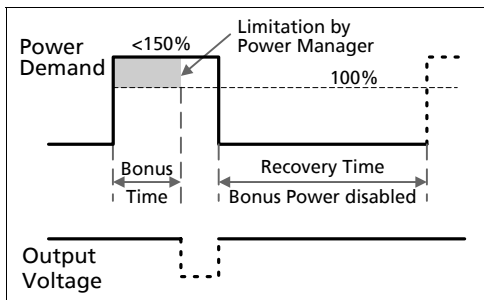 Power
Demand
<150%
Limitation by
Power Manager
100%
Bonus
Time
Recovery Time
Bonus Power disabled
Output
Voltage